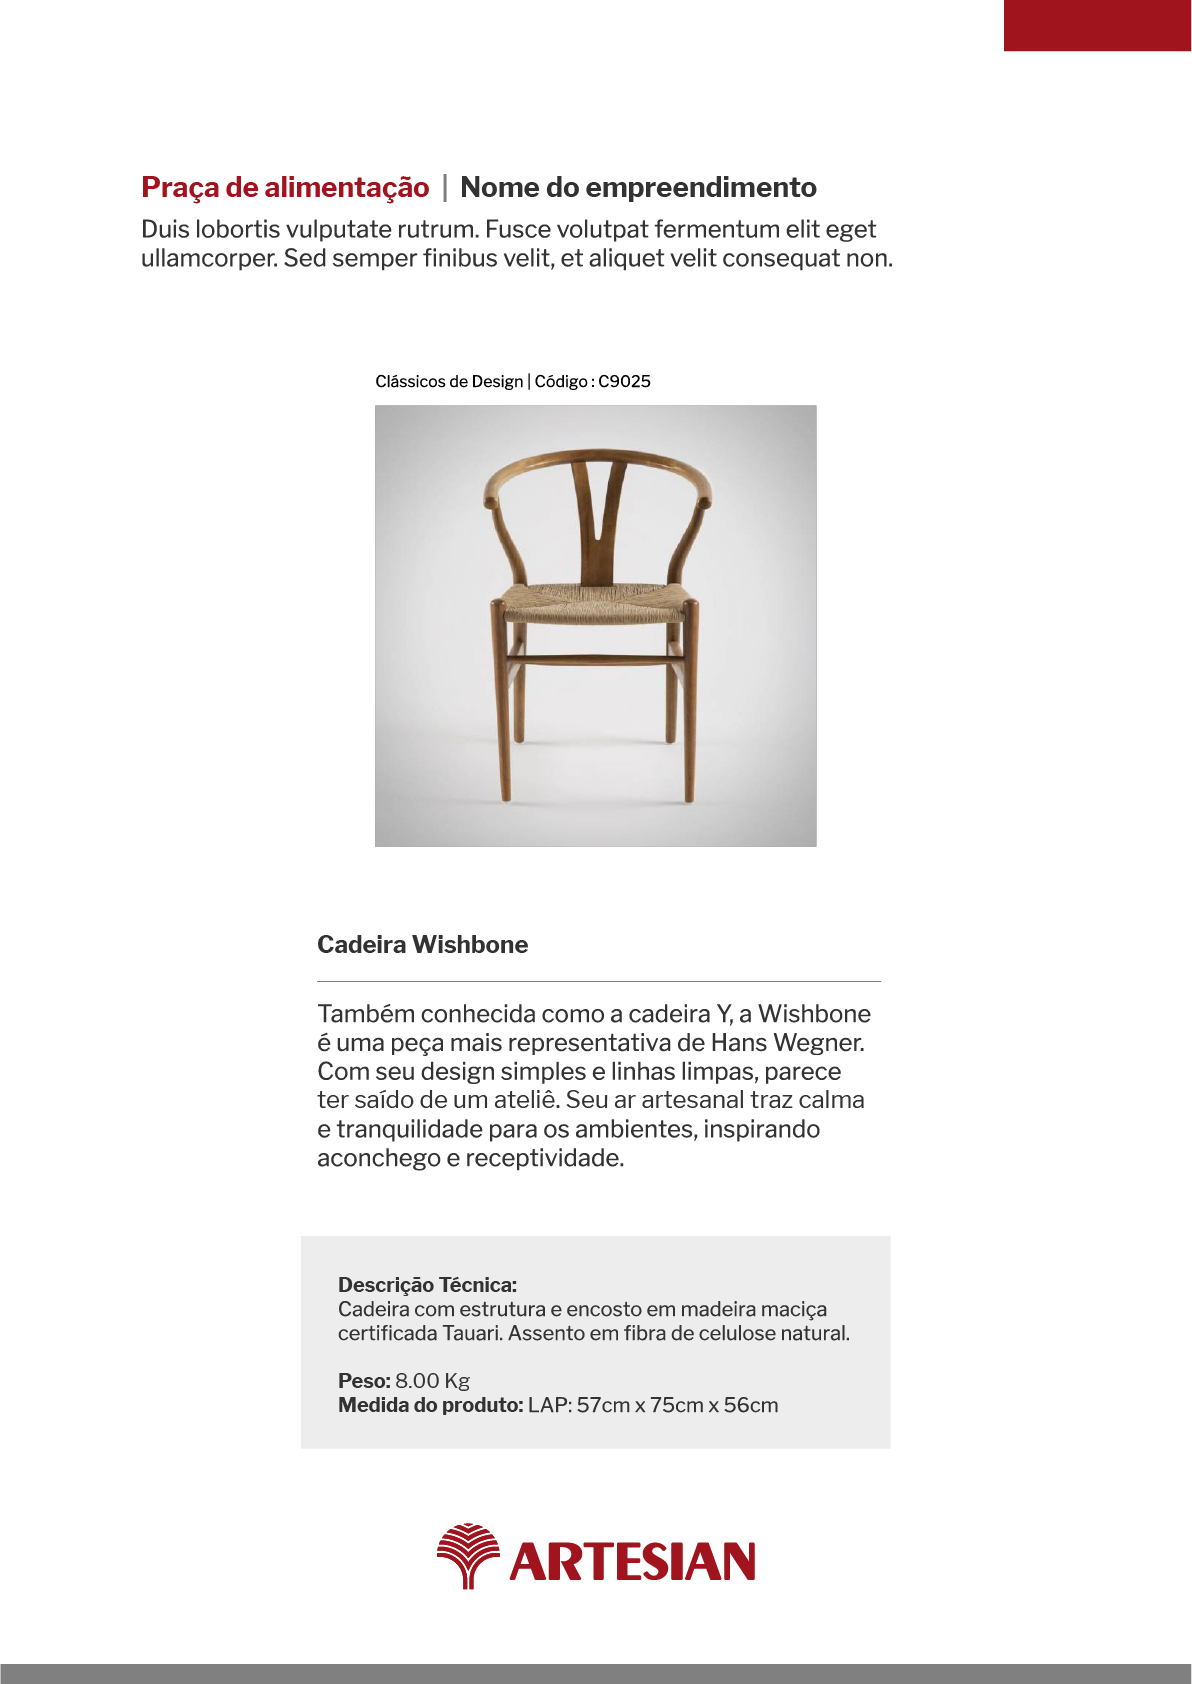 Praça de alimentação | Nome do empreendimento
Duis lobortis vulputate rutrum. Fusce volutpat fermentum elit eget
ullamcorper. Sed semper finibus velit, et aliquet velit consequat non.
Clássicos de Design | Código : C9025
Cadeira Wishbone
Também conhecida como a cadeira Y, a Wishbone
é uma peça mais representativa de Hans Wegner.
Com seu design simples e linhas limpas, parece
ter saído de um ateliê. Seu ar artesanal traz calma
e tranquilidade para os ambientes, inspirando
aconchego e receptividade.
Descrição Técnica:
Cadeira com estrutura e encosto em madeira maciça
certificada Tauari. Assento em fibra de celulose natural.
Peso: 8.00 Kg
Medida do produto: LAP: 57cm x 75cm x 56cm
ARTESIAN